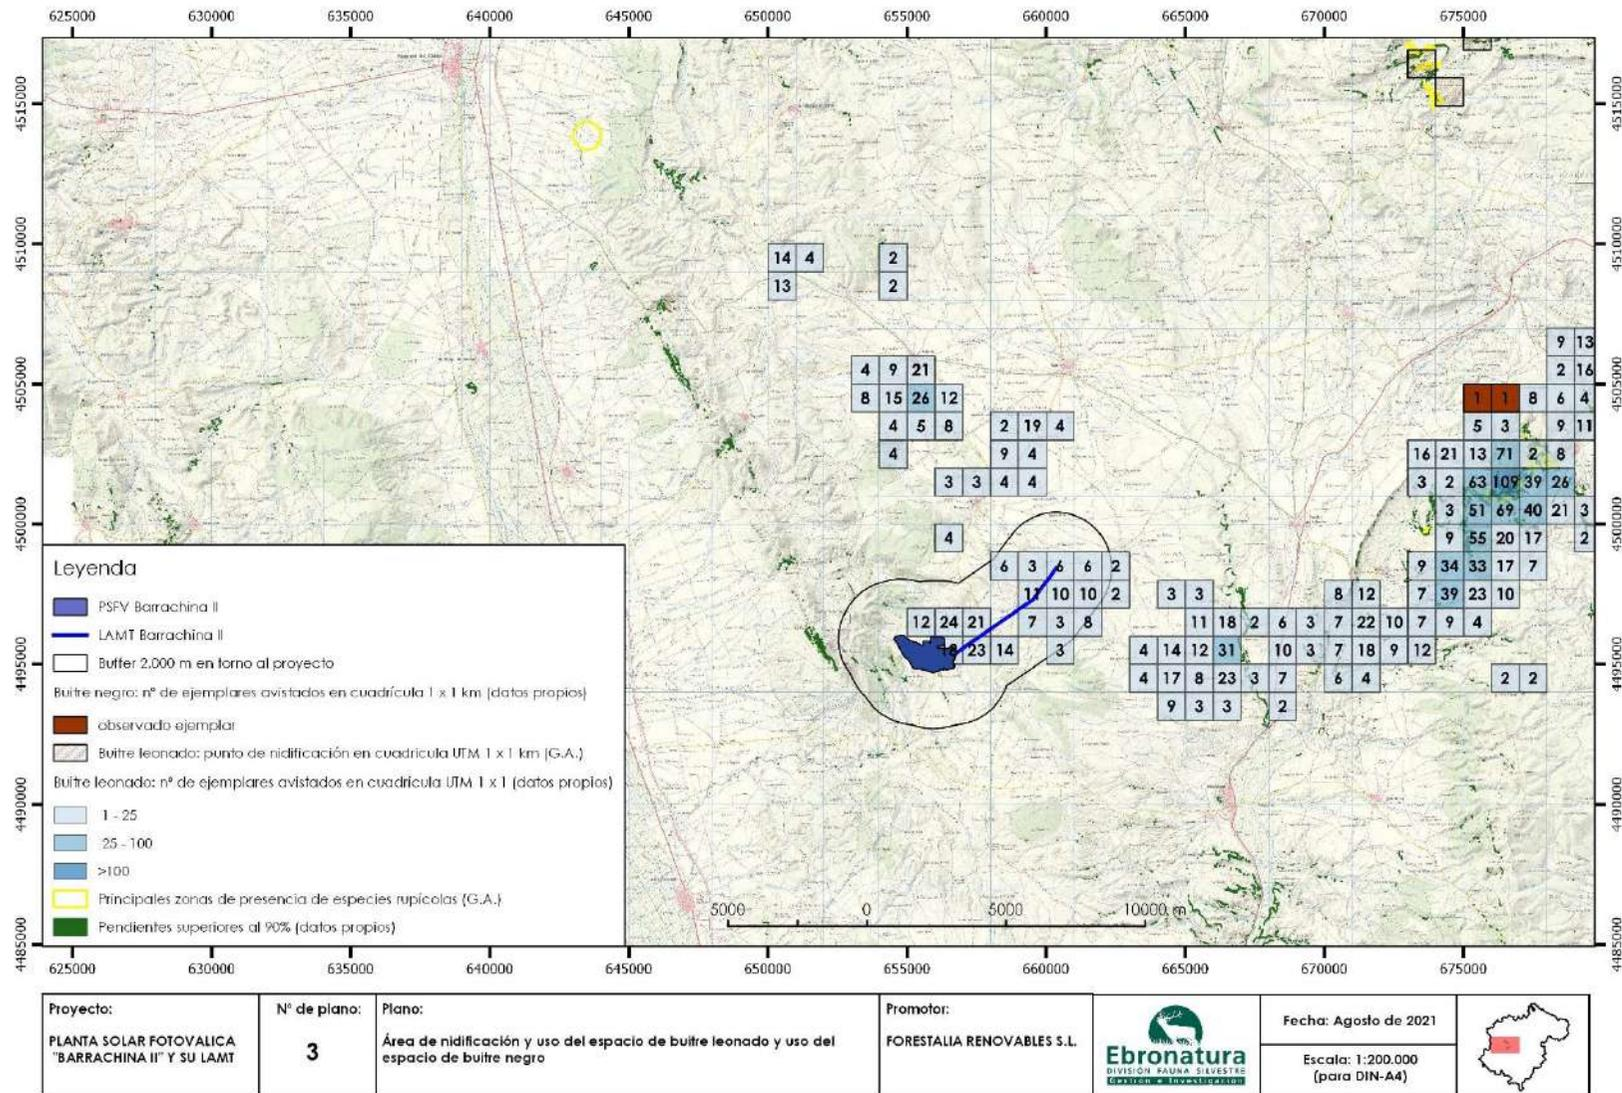 625000 630000 635000 640000 645000 650000 655000 660000 665000 670000 675000
4515000 4515000
4510000 4510000
14 4 2
13 2
9 13
4505000 4 9 21 2 16 4505000
8 15 26 12 1 1 8 6 4
4 5 8 2 19 4 5 3 9 11
4 9 4 16 21 13 71 2 8
3 3 4 4 3 2 63 109 39 26
4500000 3 51 69 40 21 3 4500000
4 9 55 20 17 2
6 3 6 6 2 9 34 33 17 7
11 10 10 2 3 3 8 12 7 39 23 10
12 24 21 7 3 8 11 18 2 6 3 7 22 10 7 9 4
4495000 18 23 14 3 4 14 12 31 10 3 7 18 9 12 4495000
4 17 8 23 3 7 6 4 2 2
9 3 3 2
4490000 4490000
4485000 4485000
Leyenda
PSFV Barrachina II
LAMT Barrachina II
Buffer 2.000 m en torno al proyecto
Buitre negro: nº de ejemplares avistados en cuadrícula 1 x 1 km (datos propios)
observado ejemplar
Buitre leonado: punto de nidificación en cuadricula UTM 1 x 1 km (G.A.)
Buitre leonado: nº de ejemplares avistados en cuadrícula UTM 1 x 1 (datos propios)
1 - 25
25 - 100
>100
Principales zonas de presencia de especies rupícolas (G.A.)
Pendientes superiores al 90% (datos propios)
5000 0 5000 10000 m
625000 630000 635000 640000 645000 650000 655000 660000 665000 670000 675000
Proyecto:
PLANTA SOLAR FOTOVALICA
"BARRACHINA II" Y SU LAMT
Nº de plano:
3
Plano:
Área de nidificación y uso del espacio de buitre leonado y uso del
espacio de buitre negro
Promotor:
FORESTALIA RENOVABLES S.L.
Ebronatura
DIVISIÓN FAUNA SILVESTRE
Gestión e Investigación
Fecha: Agosto de 2021
Escala: 1:200.000
(para DIN-A4)